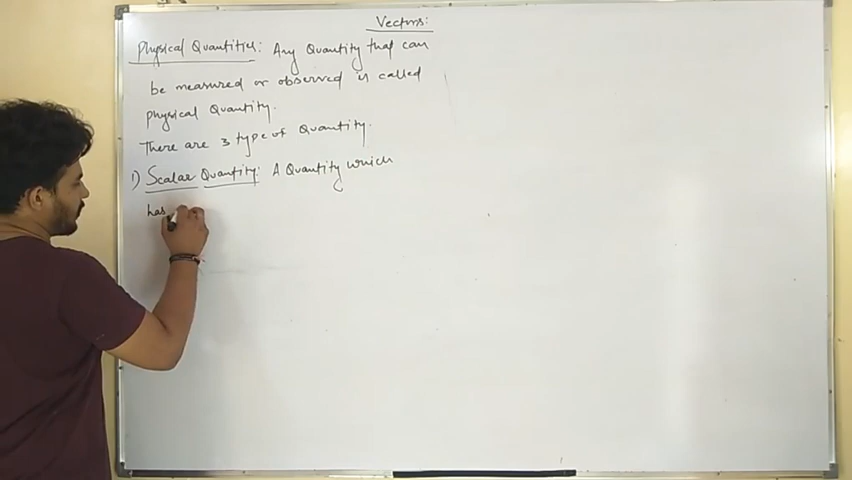 Vectors:
Physical Quantities: Any Quantity that can
be measured or observed is called
physical Quantity.
There are 3 type of Quantity.
1) Scalar Quantity: A Quantity which
has